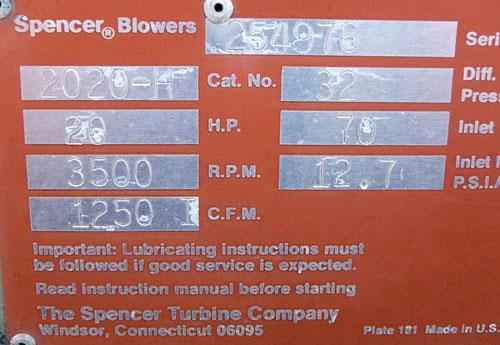 Spencer® Blowers 254976 Seri
2020-H Cat. No. 32 Diff.
Press
20 H.P. 70 Inlet
3500 R.P.M. 12.7 Inlet
P.S.I.A
1250 I C.F.M.
Important: Lubricating instructions must
be followed if good service is expected.
Read instruction manual before starting
The Spencer Turbine Company
Windsor, Connecticut 06095 Plate 181 Made in U.S.